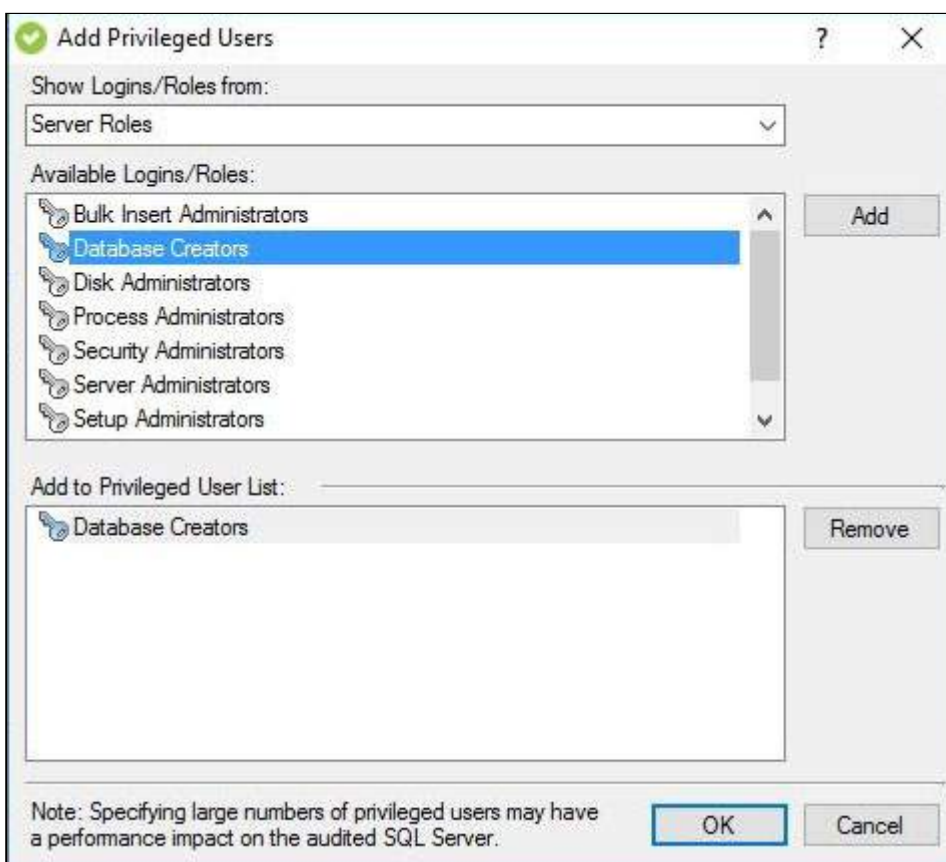 Add Privileged Users
?
Show Logins/Roles from:
Server Roles
Available Logins/Roles:
Bulk Insert Administrators
Add
Database Creators
Disk Administrators
Process Administrators
Security Administrators
Server Administrators
Setup Administrators
Add to Privileged User List:
Database Creators
Remove
Note: Specifying large numbers of privileged users may have
a performance impact on the audited SQL Server.
OK
Cancel